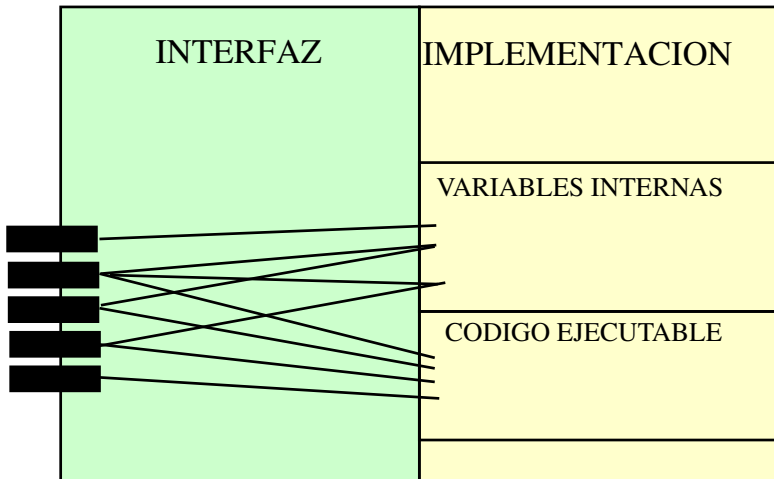 INTERFAZ
IMPLEMENTACION
VARIABLES INTERNAS
CODIGO EJECUTABLE